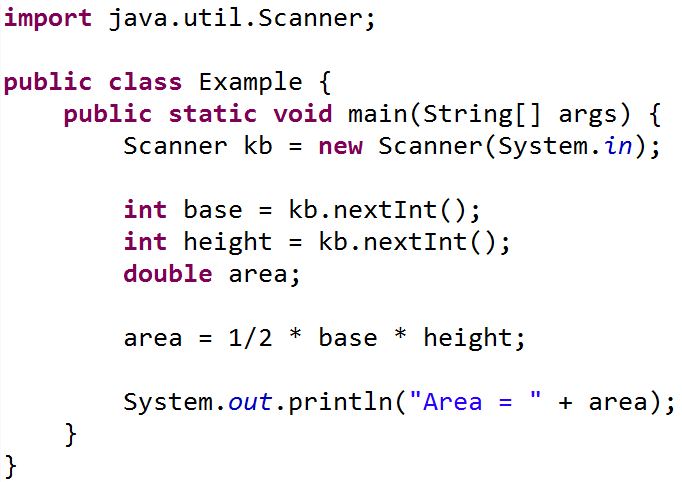 import java.util.Scanner;

public class Example {
    public static void main(String[] args) {
        Scanner kb = new Scanner(System.in);

        int base = kb.nextInt();
        int height = kb.nextInt();
        double area;

        area = 1/2 * base * height;

        System.out.println("Area = " + area);
    }
}